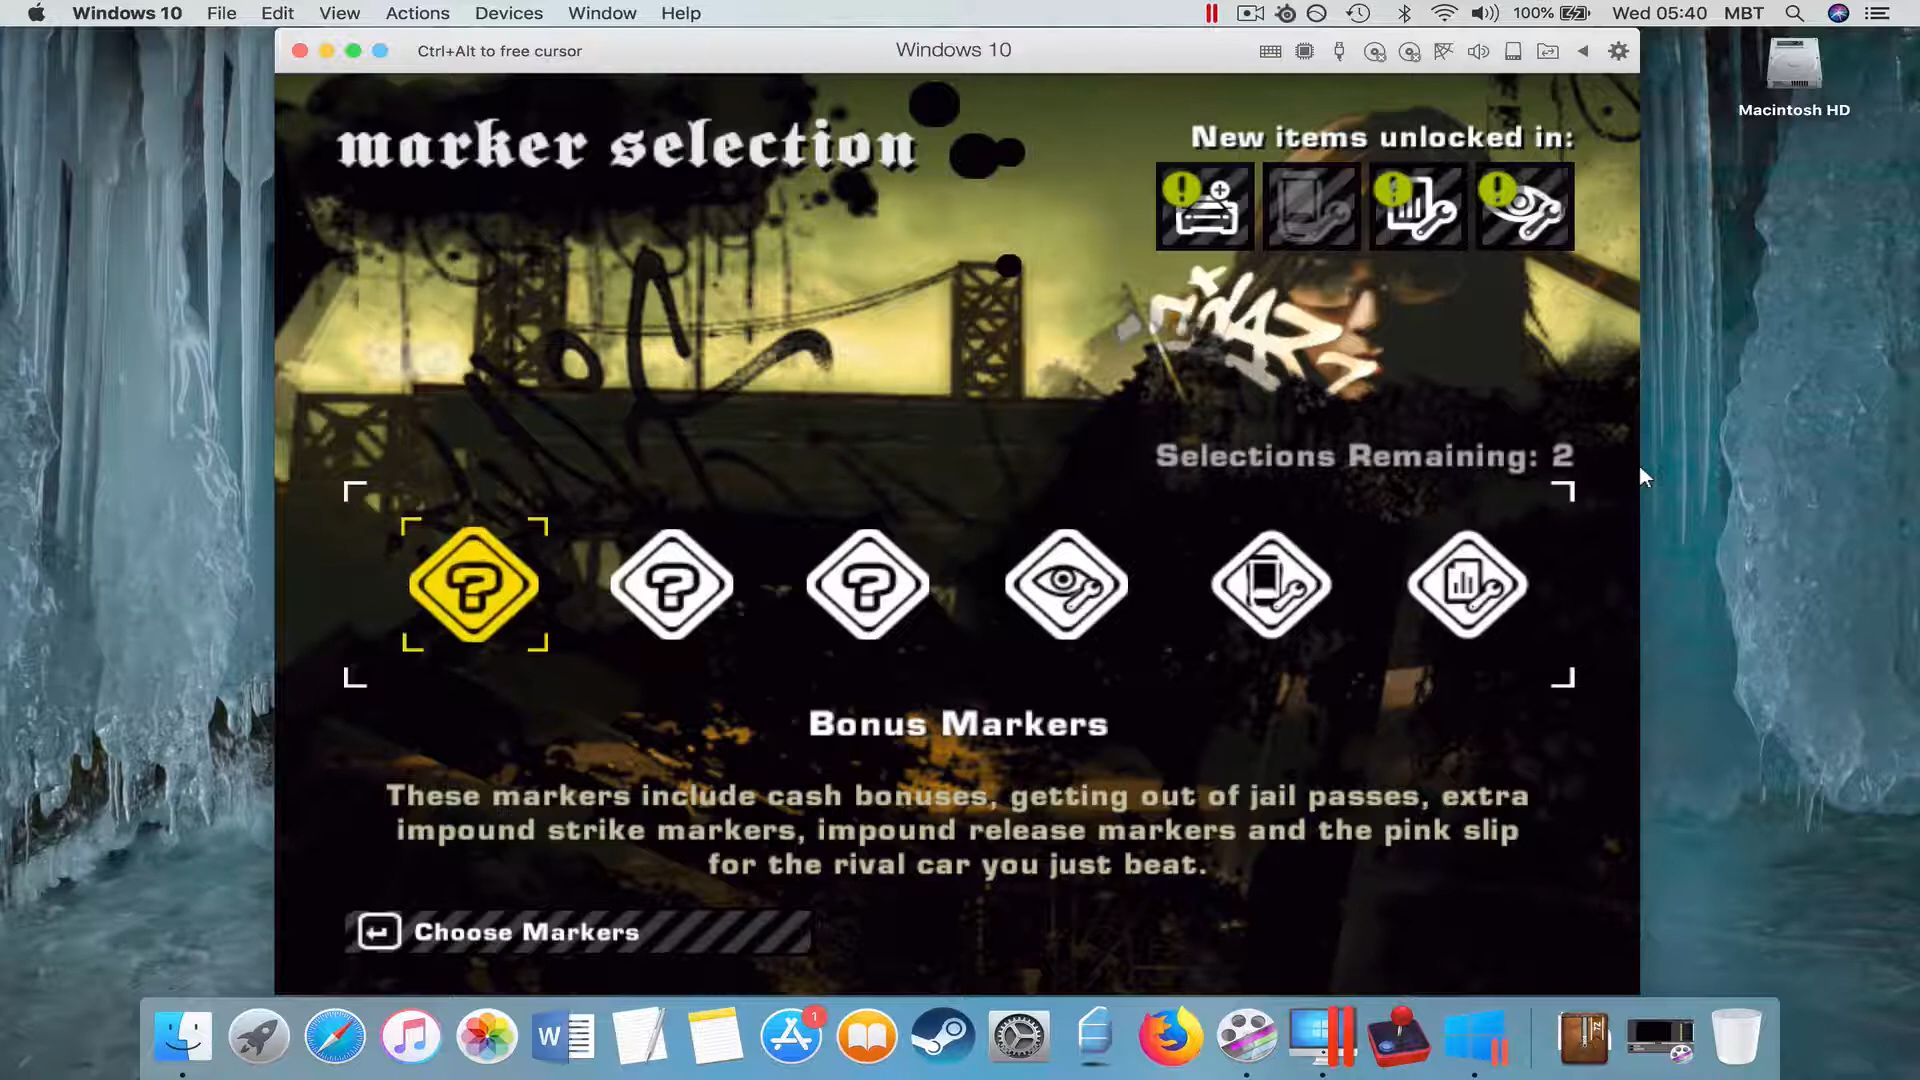 Windows 10 File Edit View Actions Devices Window Help 100% Wed 05:40 MBT
Ctrl+Alt to free cursor Windows 10
Macintosh HD
marker selection
New items unlocked in:
Selections Remaining: 2
Bonus Markers
These markers include cash bonuses, getting out of jail passes, extra
impound strike markers, impound release markers and the pink slip
for the rival car you just beat.
Choose Markers
W
1